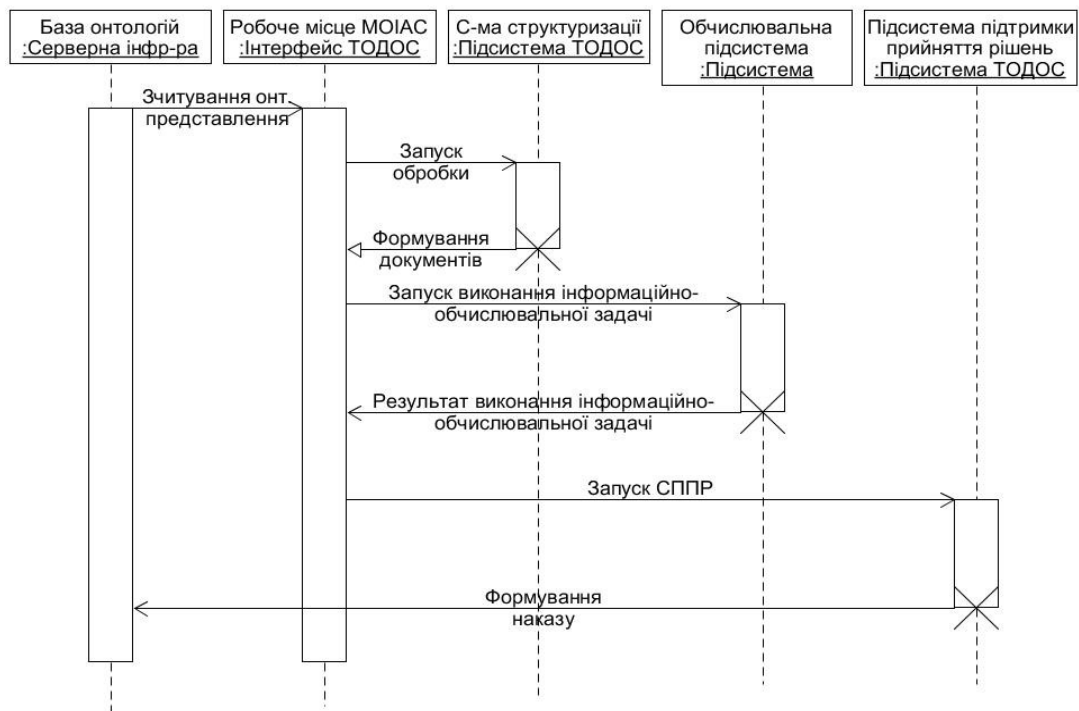 База онтологій
:Серверна інфр-ра
Робоче місце МОІАС
:Інтерфейс ТОДОС
С-ма структуризації
:Підсистема ТОДОС
Обчислювальна
підсистема
:Підсистема
Підсистема підтримки
прийняття рішень
:Підсистема ТОДОС
Зчитування онт.
представлення
Запуск
обробки
Формування
документів
Запуск виконання інформаційно-
обчислювальної задачі
Результат виконання інформаційно-
обчислювальної задачі
Запуск СППР
Формування
наказу